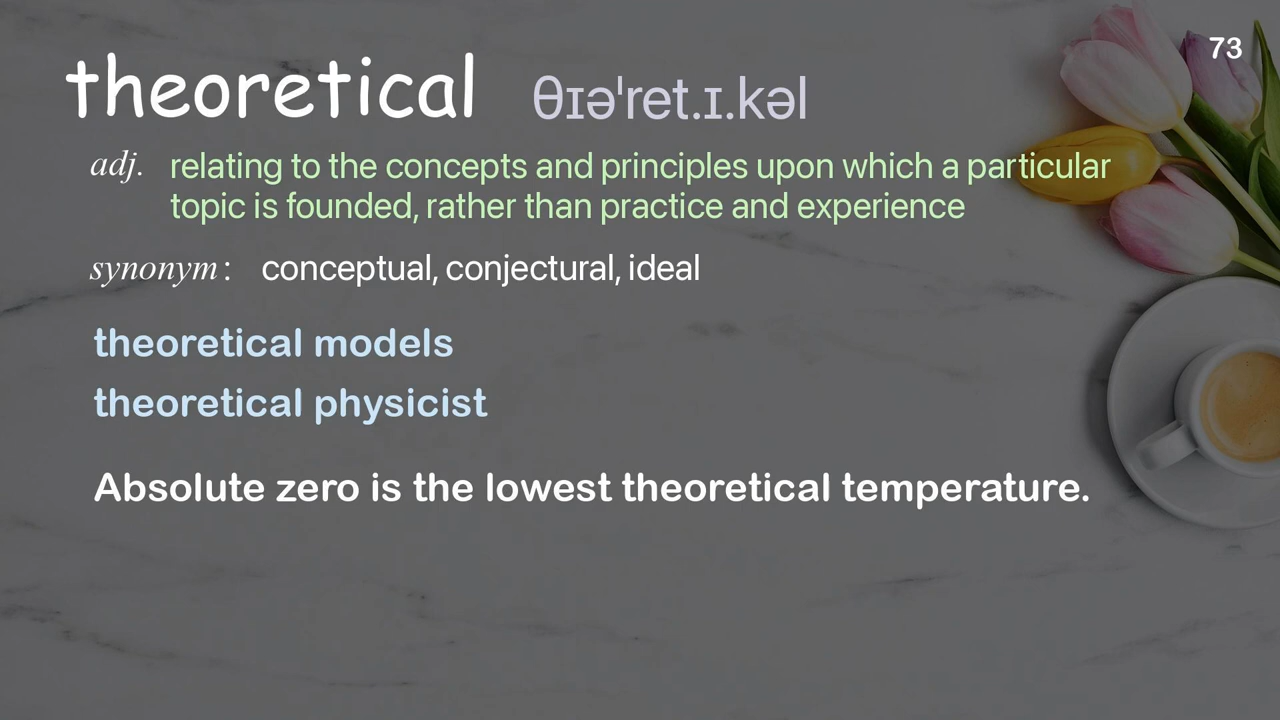 73
theoretical θɪəˈret.ɪ.kəl
adj. relating to the concepts and principles upon which a particular
topic is founded, rather than practice and experience
synonym : conceptual, conjectural, ideal
theoretical models
theoretical physicist
Absolute zero is the lowest theoretical temperature.